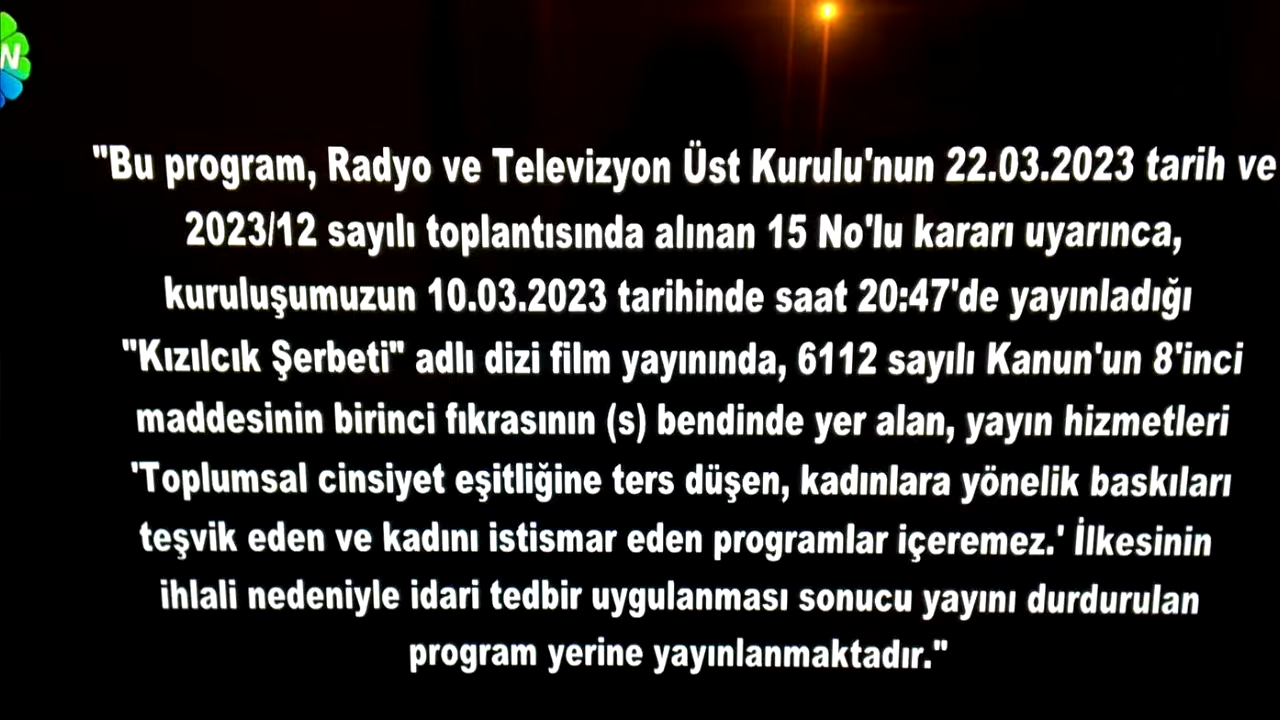 N
"Bu program, Radyo ve Televizyon Üst Kurulu'nun 22.03.2023 tarih ve
2023/12 sayılı toplantısında alınan 15 No'lu kararı uyarınca,
kuruluşumuzun 10.03.2023 tarihinde saat 20:47'de yayınladığı
"Kızılcık Şerbeti" adlı dizi film yayınında, 6112 sayılı Kanun'un 8'inci
maddesinin birinci fıkrasının (s) bendinde yer alan, yayın hizmetleri
'Toplumsal cinsiyet eşitliğine ters düşen, kadınlara yönelik baskıları
teşvik eden ve kadını istismar eden programlar içeremez.' İlkesinin
ihlali nedeniyle idari tedbir uygulanması sonucu yayını durdurulan
program yerine yayınlanmaktadır."